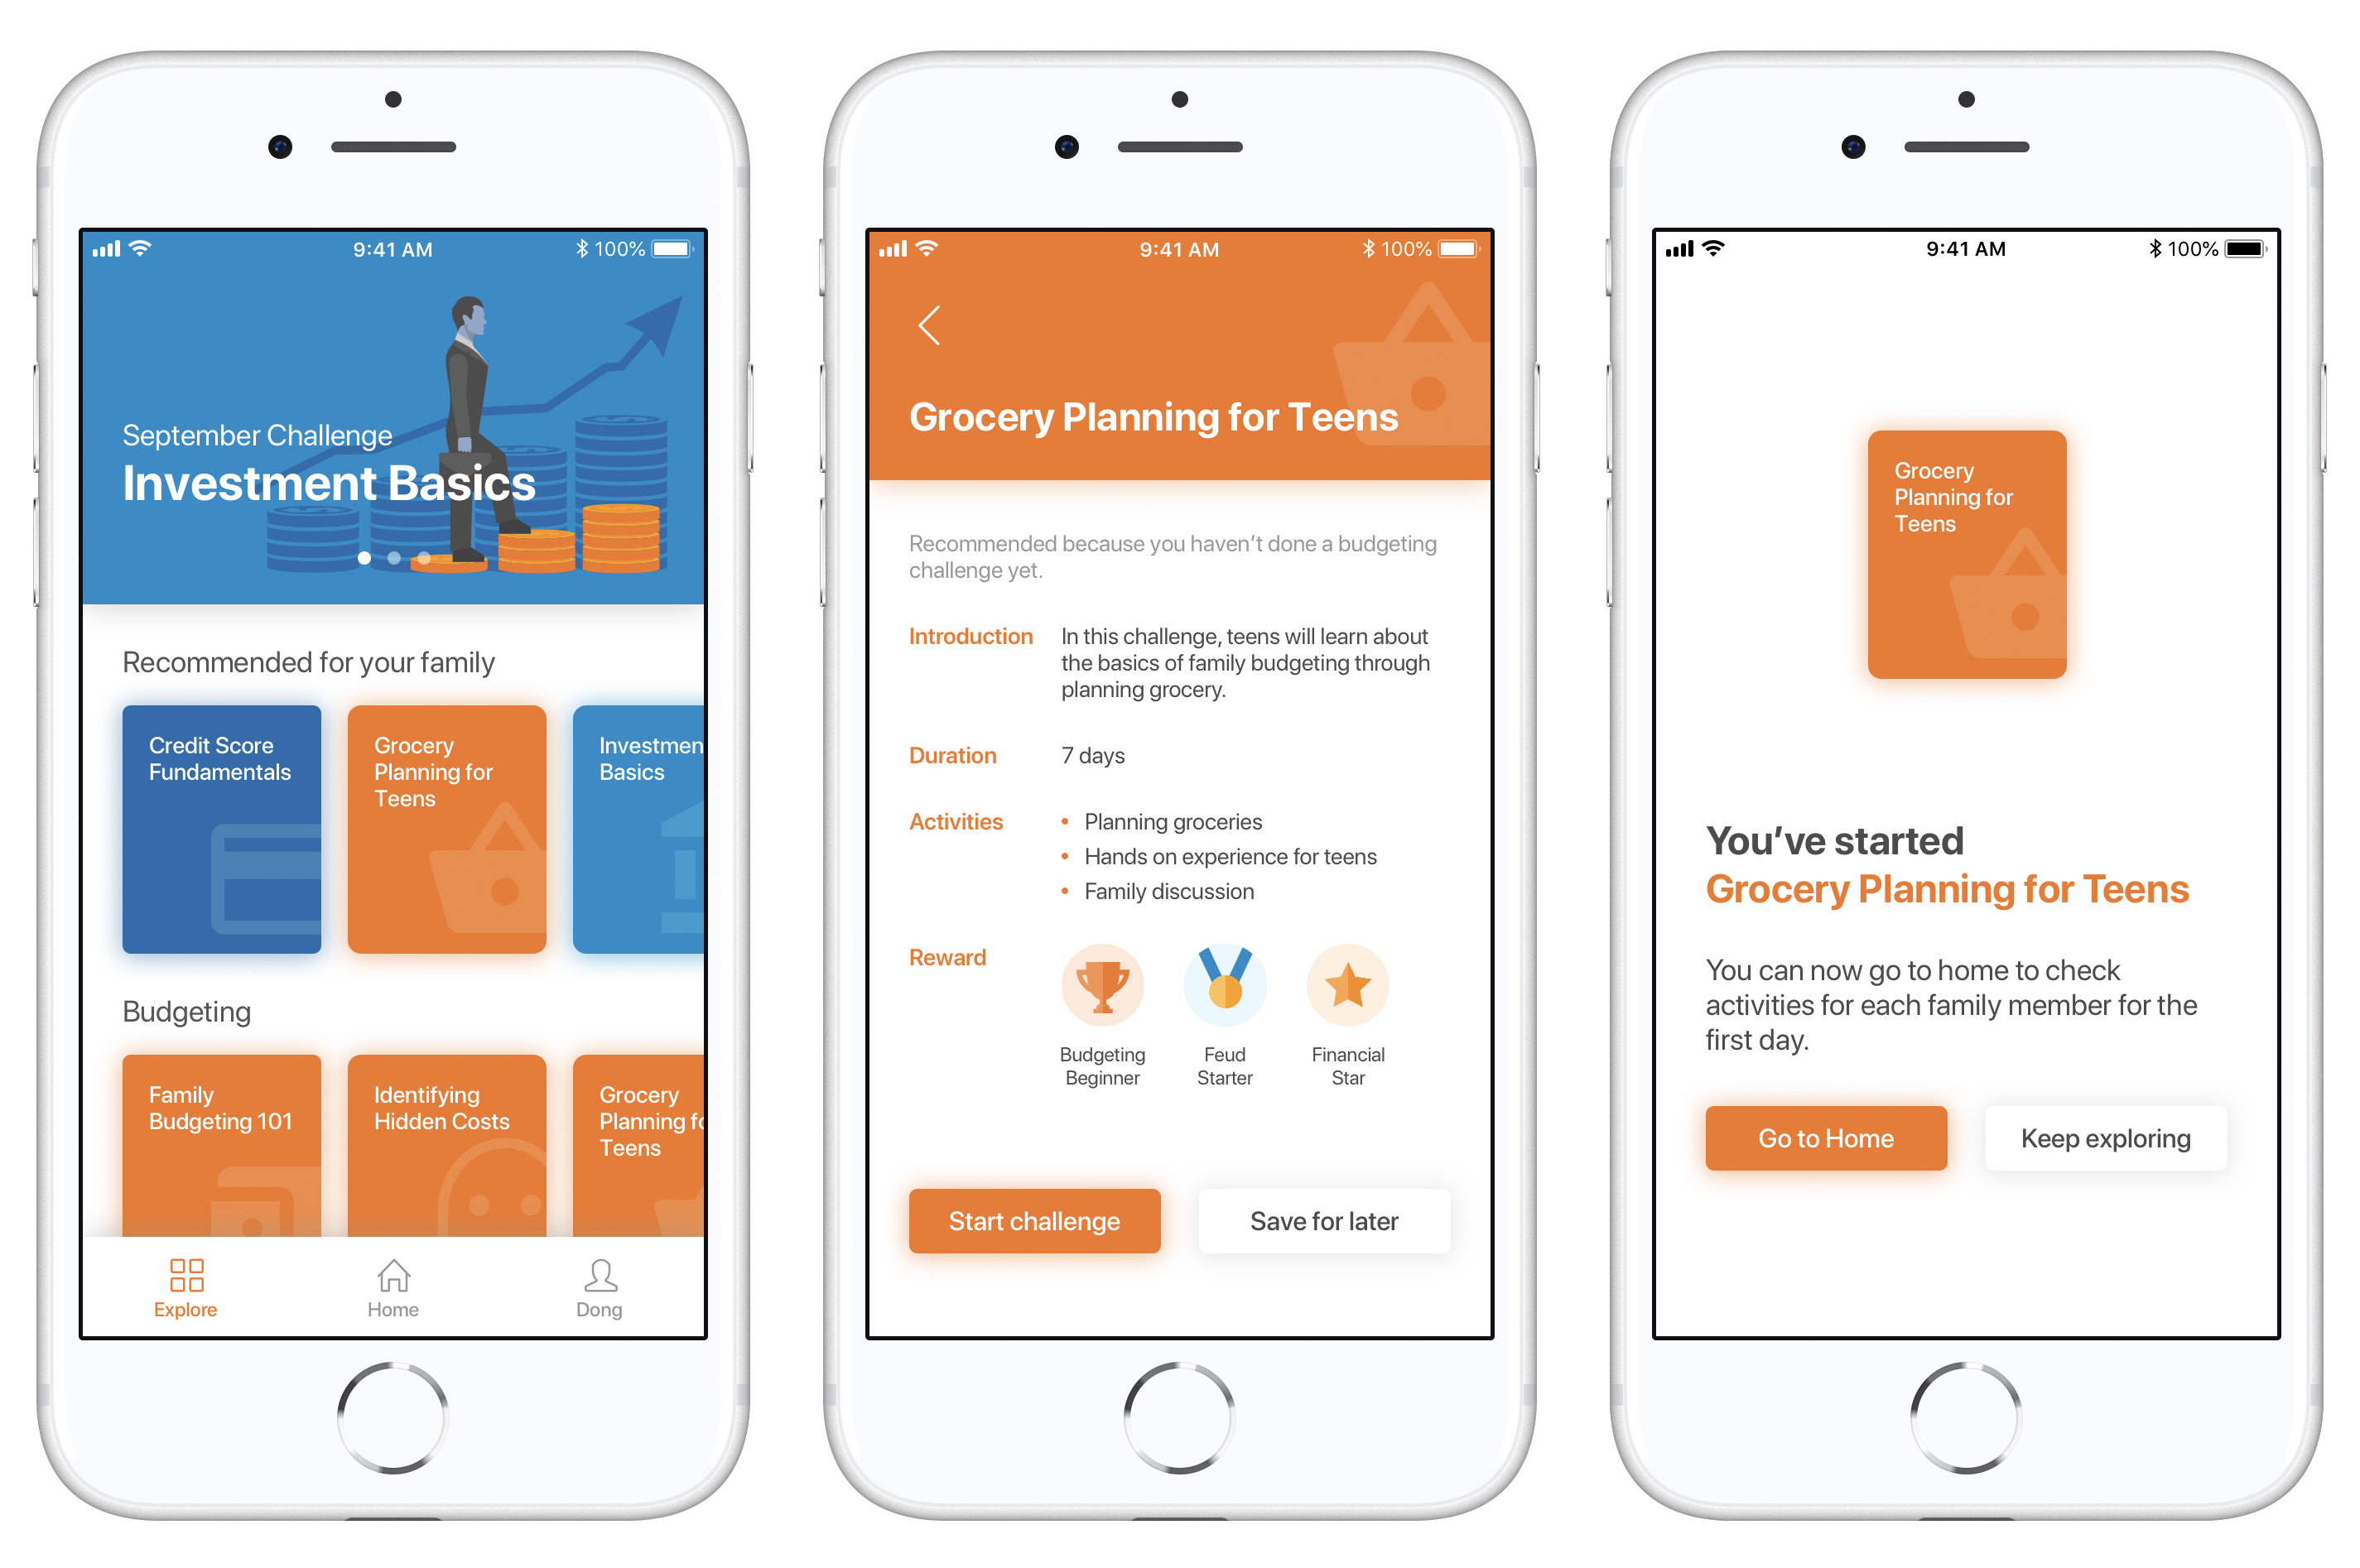 9:41 AM
100%
September Challenge
Investment Basics
Recommended for your family
Credit Score
Fundamentals
Grocery
Planning for
Teens
Investmen
Basics
Budgeting
Family
Budgeting 101
Identifying
Hidden Costs
Grocery
Planning fo
Teens
Explore
Home
Dong
9:41 AM
100%
Grocery Planning for Teens
Recommended because you haven’t done a budgeting
challenge yet.
Introduction
In this challenge, teens will learn about
the basics of family budgeting through
planning grocery.
Duration
7 days
Activities
• Planning groceries
• Hands on experience for teens
• Family discussion
Reward
Budgeting
Beginner
Feud
Starter
Financial
Star
Start challenge
Save for later
9:41 AM
100%
Grocery
Planning for
Teens
You’ve started
Grocery Planning for Teens
You can now go to home to check
activities for each family member for the
first day.
Go to Home
Keep exploring